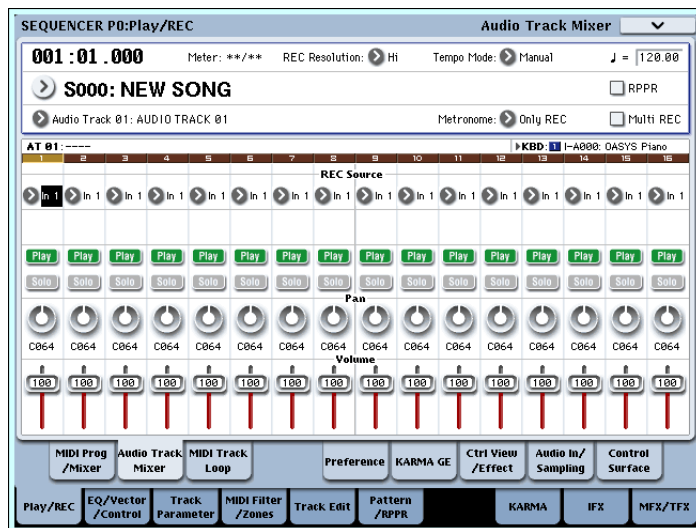 SEQUENCER P0:Play/REC Audio Track Mixer
001:01.000 Meter: **/** REC Resolution: Hi Tempo Mode: Manual ♩ = 120.00
S000: NEW SONG RPPR
Audio Track 01: AUDIO TRACK 01 Metronome: Only REC Multi REC
AT 01:---- ▶KBD: 1 I-A000: OASYS Piano
1 2 3 4 5 6 7 8 9 10 11 12 13 14 15 16
REC Source
In 1 In 1 In 1 In 1 In 1 In 1 In 1 In 1 In 1 In 1 In 1 In 1 In 1 In 1 In 1 In 1
Play Play Play Play Play Play Play Play Play Play Play Play Play Play Play Play
Solo Solo Solo Solo Solo Solo Solo Solo Solo Solo Solo Solo Solo Solo Solo Solo
Pan
C064 C064 C064 C064 C064 C064 C064 C064 C064 C064 C064 C064 C064 C064 C064 C064
Volume
100 100 100 100 100 100 100 100 100 100 100 100 100 100 100 100
MIDI Prog Audio Track MIDI Track Ctrl View Audio In/ Control
/Mixer Mixer Loop Preference KARMA GE /Effect Sampling Surface
EQ/Vector Track MIDI Filter Pattern
Play/REC /Control Parameter /Zones Track Edit /RPPR KARMA IFX MFX/TFX